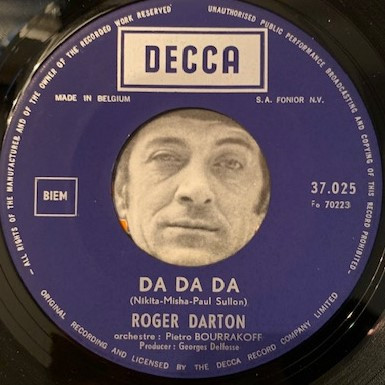 UNAUTHORISED PUBLIC PERFORMANCE BROADCASTING AND COPYING OF THIS RECORD PROHIBITED –
– ALL RIGHTS OF THE MANUFACTURER AND OF THE OWNER OF THE RECORDED WORK RESERVED
DECCA
MADE IN BELGIUM
S.A. FONIOR N.V.
BIEM
37.025
Fo 70223
DA DA DA
(Nikita-Misha-Paul Sullon)
ROGER DARTON
orchestre : Pietro BOURRAKOFF
Producer : Georges Delfosse
ORIGINAL RECORDING AND LICENSED BY THE DECCA RECORD COMPANY LIMITED